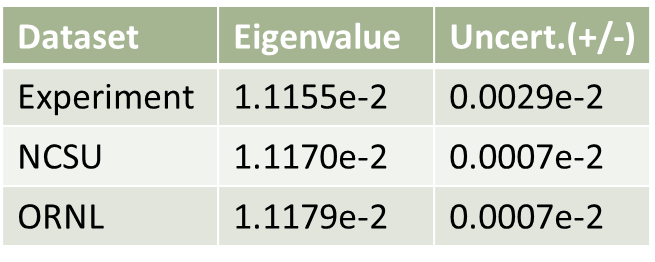 Dataset Eigenvalue Uncert.(+/-)
Experiment 1.1155e-2 0.0029e-2
NCSU 1.1170e-2 0.0007e-2
ORNL 1.1179e-2 0.0007e-2